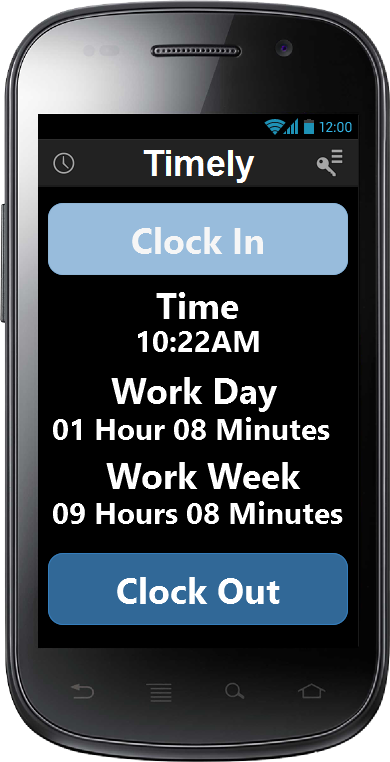 12:00
Timely
Clock In
Time
10:22AM
Work Day
01 Hour 08 Minutes
Work Week
09 Hours 08 Minutes
Clock Out